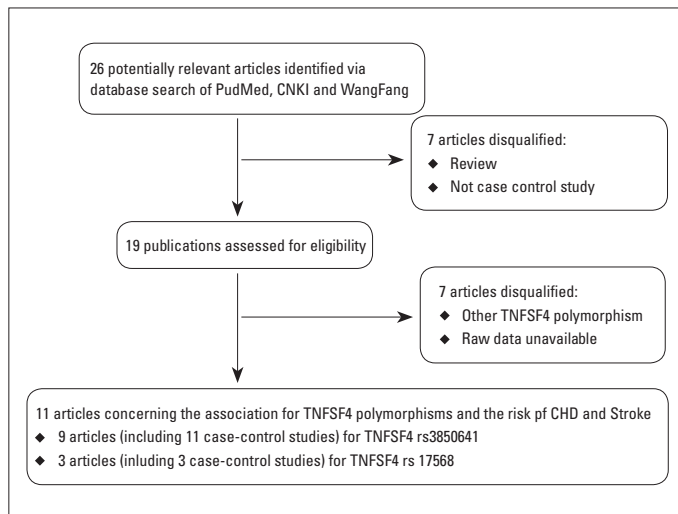 26 potentially relevant articles identified via
database search of PudMed, CNKI and WangFang
7 articles disqualified:
◆ Review
◆ Not case control study
19 publications assessed for eligibility
7 articles disqualified:
◆ Other TNFSF4 polymorphism
◆ Raw data unavailable
11 articles concerning the association for TNFSF4 polymorphisms and the risk pf CHD and Stroke
◆ 9 articles (including 11 case-control studies) for TNFSF4 rs3850641
◆ 3 articles (inluding 3 case-control studies) for TNFSF4 rs 17568